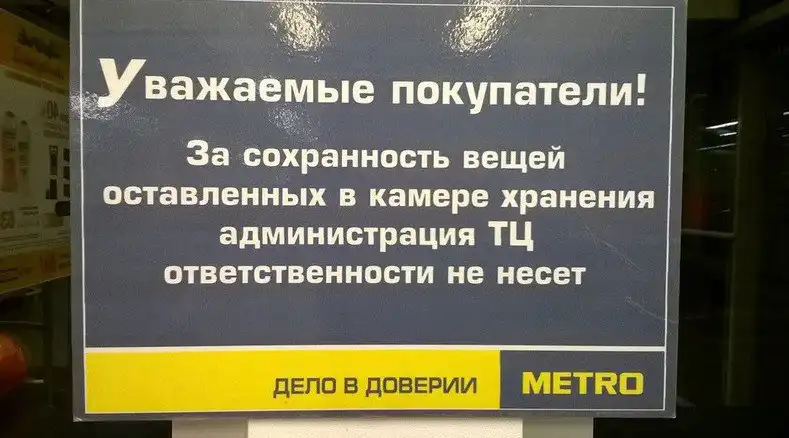 Уважаемые покупатели!
За сохранность вещей
оставленных в камере хранения
администрация ТЦ
ответственности не несет
ДЕЛО В ДОВЕРИИ METRO